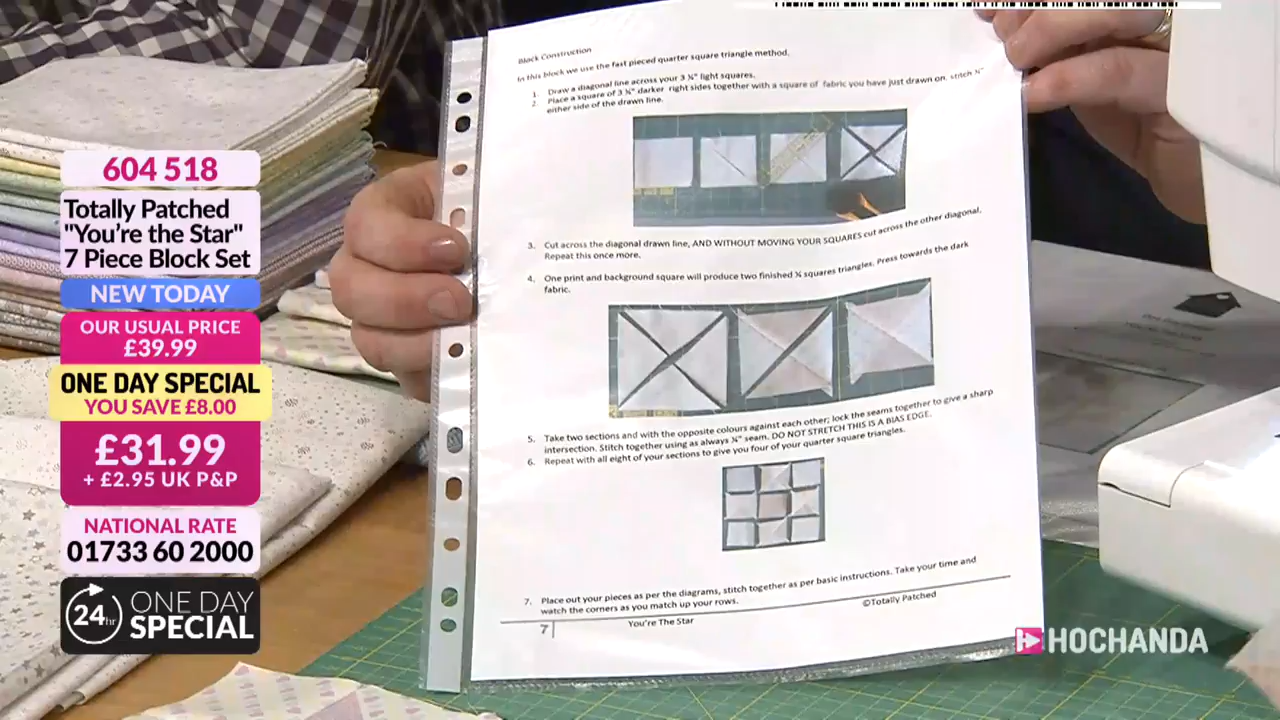 604 518
Totally Patched
"You're the Star"
7 Piece Block Set
NEW TODAY
OUR USUAL PRICE
£39.99
ONE DAY SPECIAL
YOU SAVE £8.00
£31.99
+ £2.95 UK P&P
NATIONAL RATE
01733 60 2000
24hr
ONE DAY
SPECIAL
Block Construction
In this block we use the fast pieced quarter square triangle method.
1. Draw a diagonal line across your 3 ¼" light squares.
2. Place a square of 3 ¼" darker right sides together with a square of fabric you have just drawn on. stitch ¼"
either side of the drawn line.
3. Cut across the diagonal drawn line, AND WITHOUT MOVING YOUR SQUARES cut across the other diagonal.
Repeat this once more.
4. One print and background square will produce two finished ¼ squares triangles. Press towards the dark
fabric.
5. Take two sections and with the opposite colours against each other; lock the seams together to give a sharp
intersection. Stitch together using as always ¼" seam. DO NOT STRETCH THIS IS A BIAS EDGE.
6. Repeat with all eight of your sections to give you four of your quarter square triangles.
7. Place out your pieces as per the diagrams, stitch together as per basic instructions. Take your time and
watch the corners as you match up your rows.
©Totally Patched
7
You're The Star
HOCHANDA